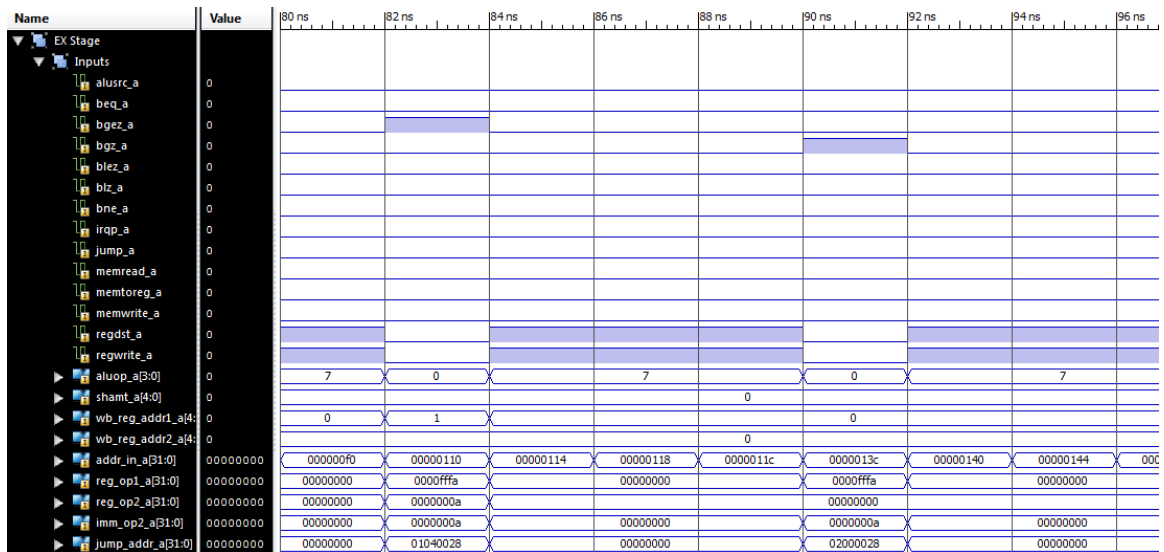 Name Value 80 ns 82 ns 84 ns 86 ns 88 ns 90 ns 92 ns 94 ns 96 ns
EX Stage
Inputs
alusrc_a 0
beq_a 0
bgez_a 0
bgz_a 0
blez_a 0
blz_a 0
bne_a 0
irqp_a 0
jump_a 0
memread_a 0
memtoreg_a 0
memwrite_a 0
regdst_a 0
regwrite_a 0
aluop_a[3:0] 0 7 0 7 0 7
shamt_a[4:0] 0 0
wb_reg_addr1_a[4: 0 0 1 0
wb_reg_addr2_a[4: 0 0
addr_in_a[31:0] 00000000 000000f0 00000110 00000114 00000118 0000011c 0000013c 00000140 00000144 000
reg_op1_a[31:0] 00000000 00000000 0000fffa 00000000 0000fffa 00000000
reg_op2_a[31:0] 00000000 00000000 0000000a 00000000
imm_op2_a[31:0] 00000000 00000000 0000000a 00000000 0000000a 00000000
jump_addr_a[31:0] 00000000 00000000 01040028 00000000 02000028 00000000